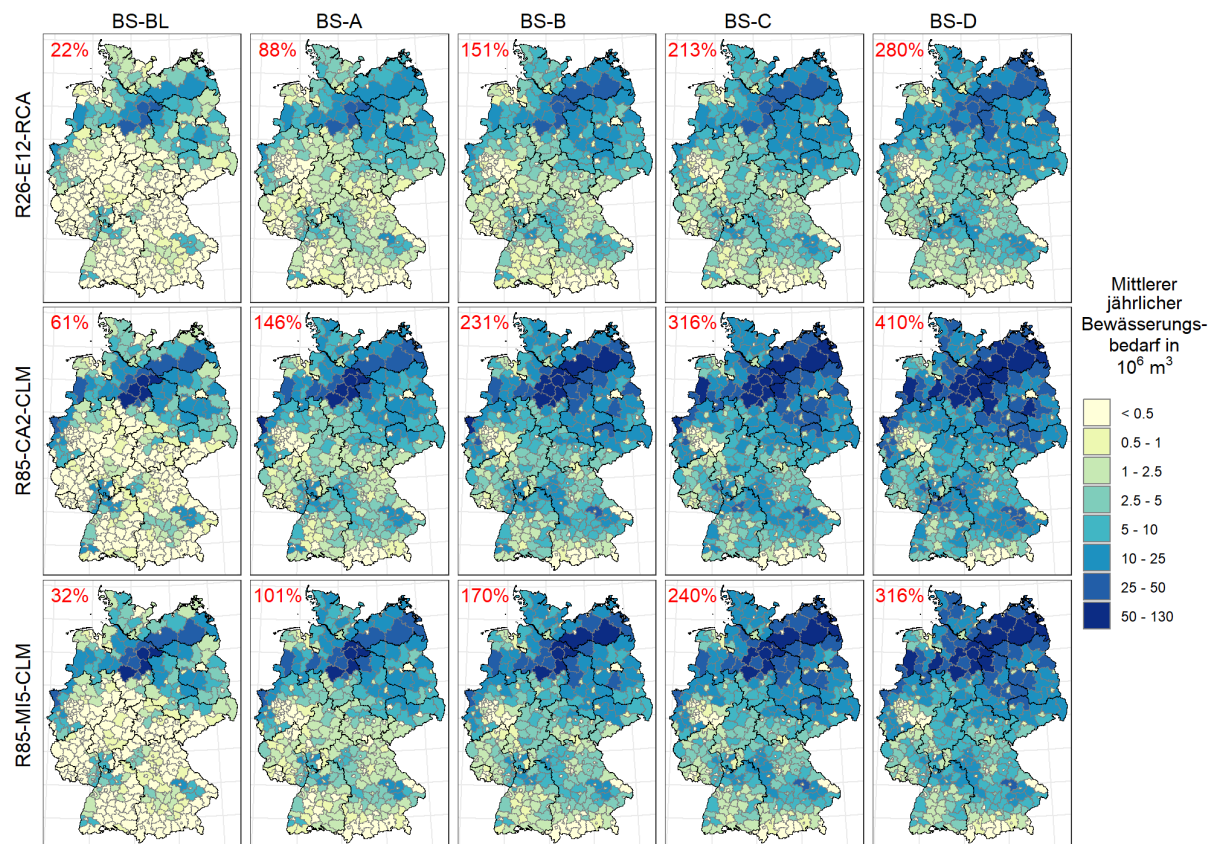 BS-BL BS-A BS-B BS-C BS-D
R26-E12-RCA
22% 88% 151% 213% 280%
R85-CA2-CLM
61% 146% 231% 316% 410%
R85-MI5-CLM
32% 101% 170% 240% 316%
Mittlerer
jährlicher
Bewässerungs-
bedarf in
10⁶ m³
< 0.5
0.5 - 1
1 - 2.5
2.5 - 5
5 - 10
10 - 25
25 - 50
50 - 130